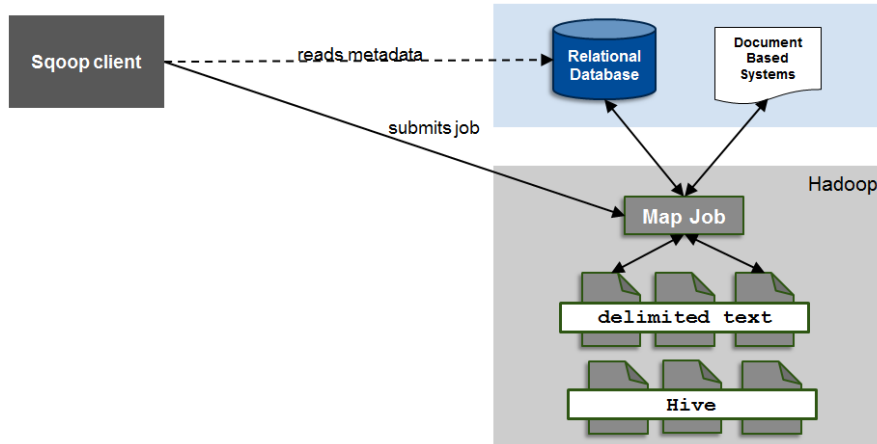 Sqoop client
reads metadata
Relational
Database
Document
Based
Systems
submits job
Hadoop
Map Job
delimited text
Hive